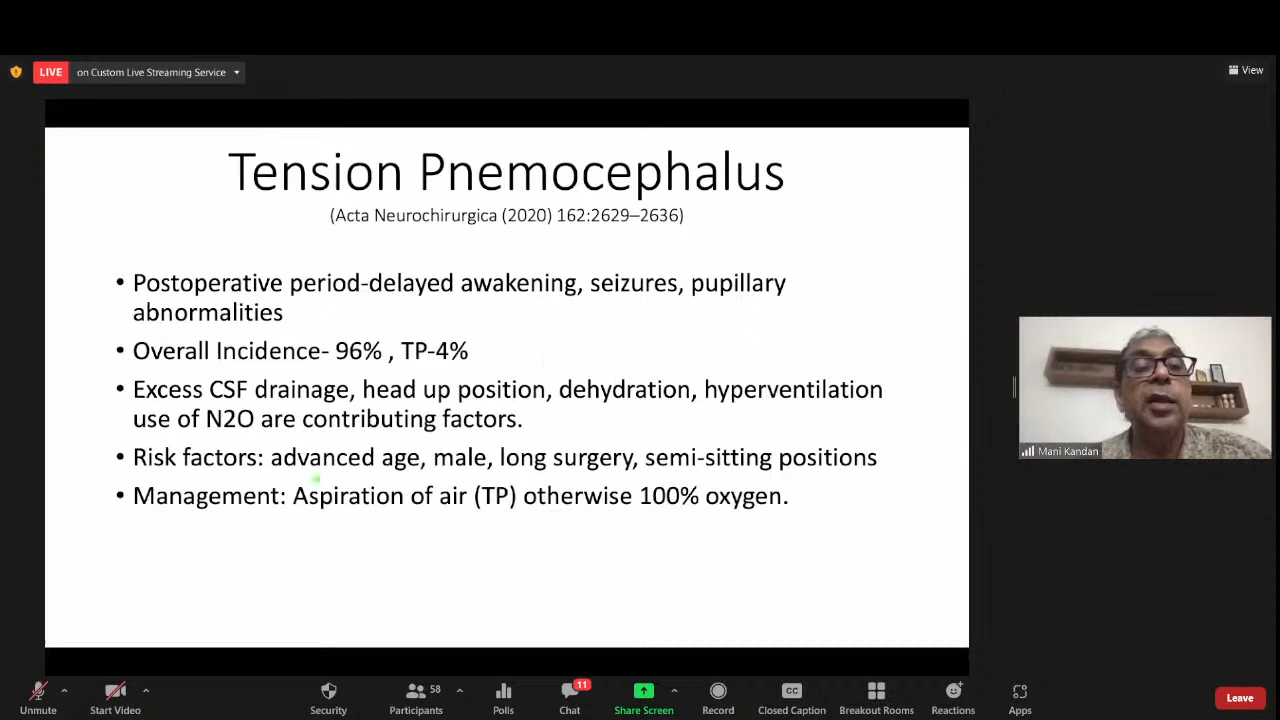 LIVE on Custom Live Streaming Service
View
Tension Pnemocephalus
(Acta Neurochirurgica (2020) 162:2629–2636)
• Postoperative period-delayed awakening, seizures, pupillary
abnormalities
• Overall Incidence- 96% , TP-4%
• Excess CSF drainage, head up position, dehydration, hyperventilation
use of N2O are contributing factors.
• Risk factors: advanced age, male, long surgery, semi-sitting positions
• Management: Aspiration of air (TP) otherwise 100% oxygen.
Mani Kandan
58
11
CC
Unmute Start Video Security Participants Polls Chat Share Screen Record Closed Caption Breakout Rooms Reactions Apps Leave